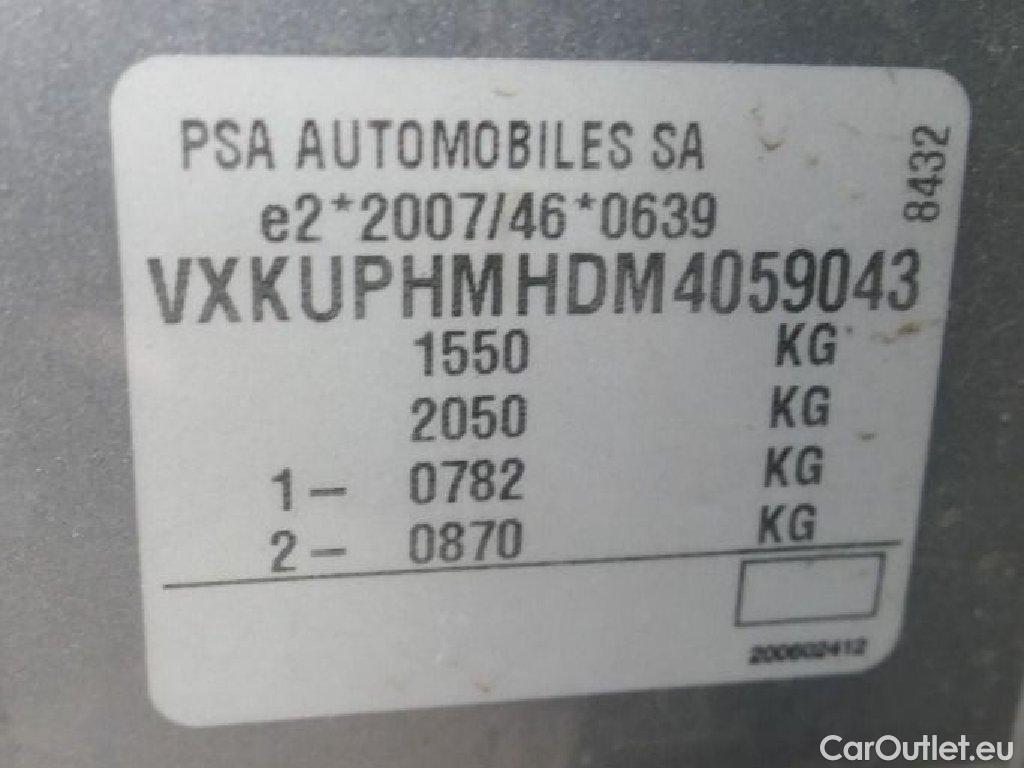 PSA AUTOMOBILES SA
8432
e2*2007/46*0639
VXKUPHMHDM4059043
1550 KG
2050 KG
1- 0782 KG
2- 0870 KG
200602412
CarOutlet.eu